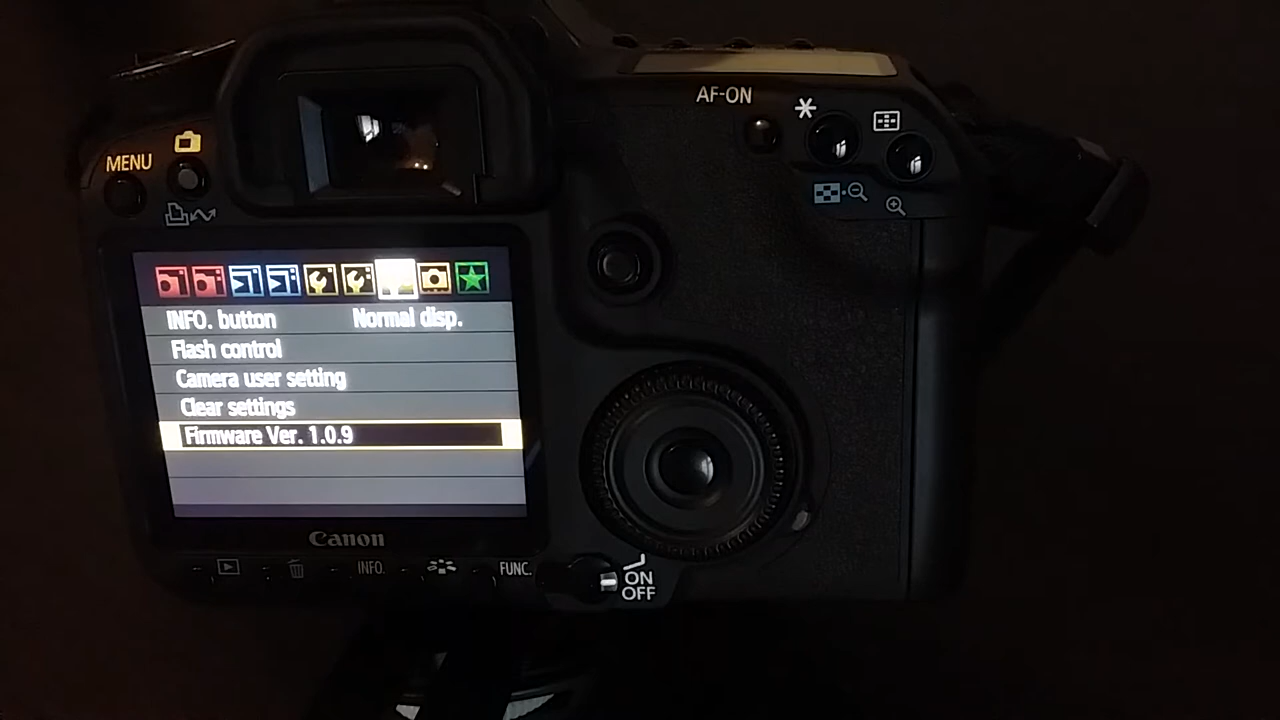 AF-ON
MENU
INFO. button Normal disp.
Flash control
Camera user setting
Clear settings
Firmware Ver. 1.0.9
Canon
INFO.
FUNC.
ON
OFF